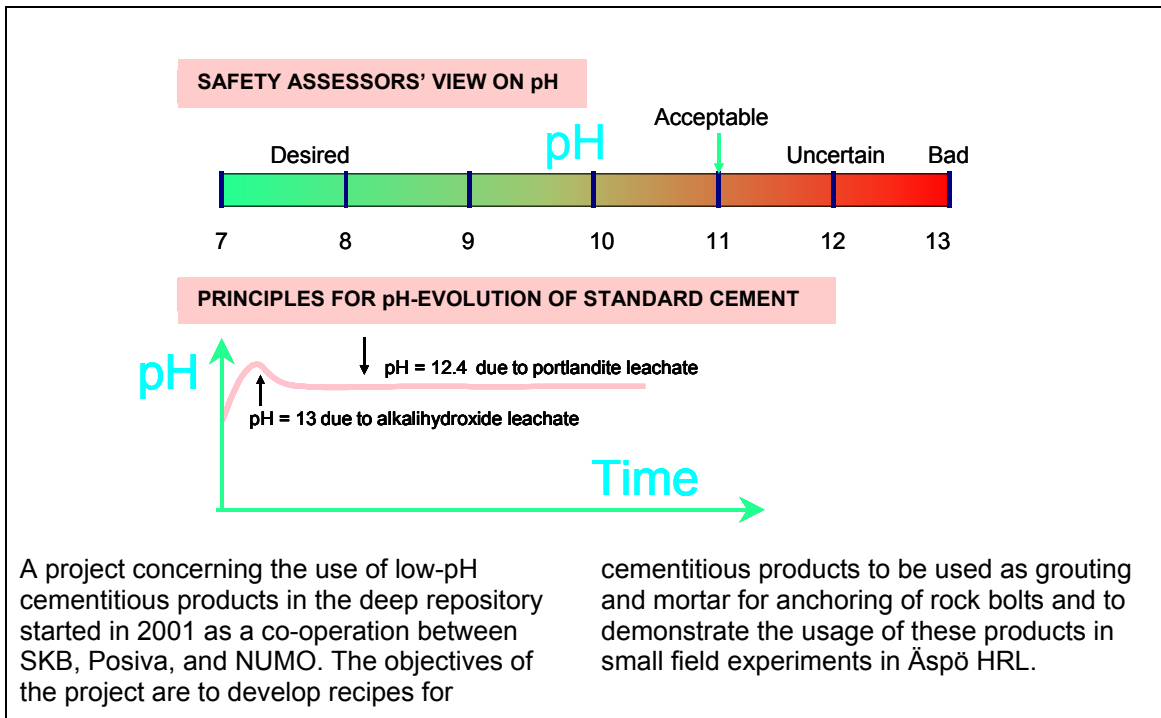 SAFETY ASSESSORS' VIEW ON pH
Acceptable
pH
Desired
Uncertain
Bad
7 8 9 10 11 12 13
PRINCIPLES FOR pH-EVOLUTION OF STANDARD CEMENT
pH
pH = 12.4 due to portlandite leachate
pH = 13 due to alkalihydroxide leachate
Time
A project concerning the use of low-pH
cementitious products in the deep repository
started in 2001 as a co-operation between
SKB, Posiva, and NUMO. The objectives of
the project are to develop recipes for
cementitious products to be used as grouting
and mortar for anchoring of rock bolts and to
demonstrate the usage of these products in
small field experiments in Äspö HRL.